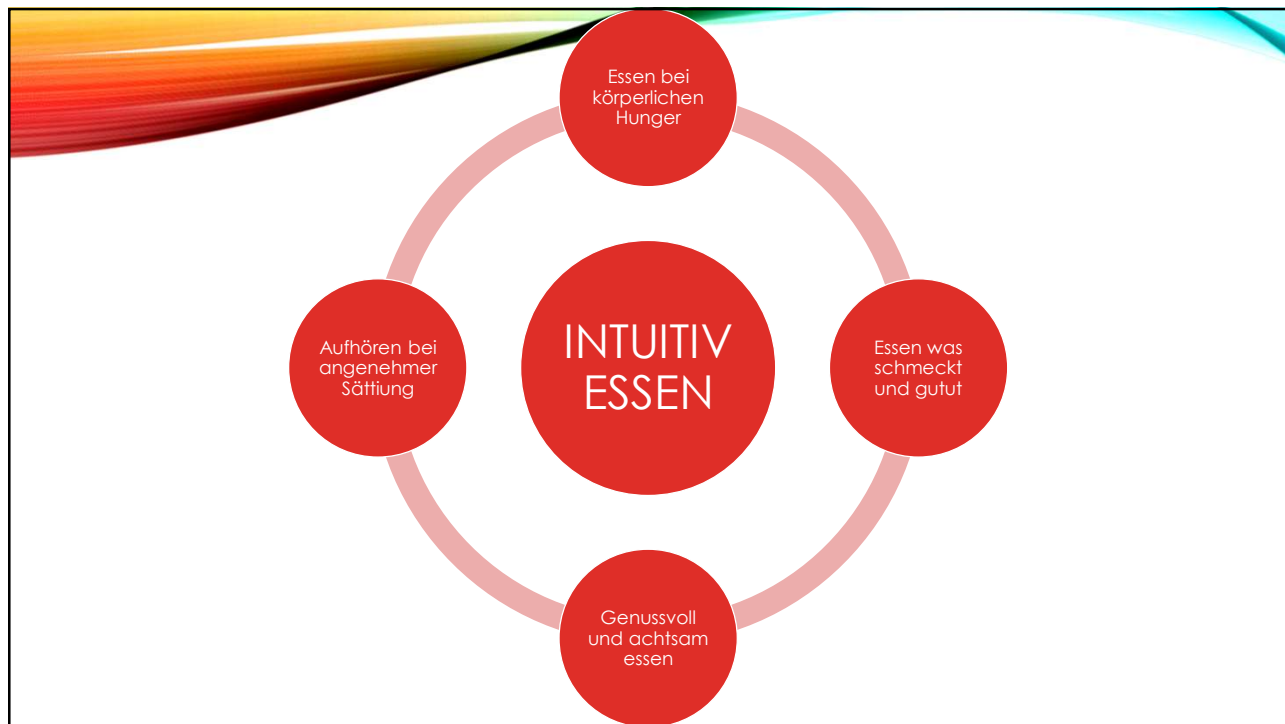 Essen bei
körperlichen
Hunger
Aufhören bei
angenehmer
Sättiung
INTUITIV
ESSEN
Essen was
schmeckt
und gutut
Genussvoll
und achtsam
essen